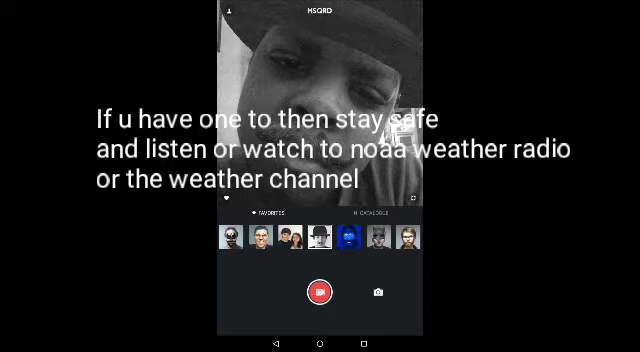 MSQRD
If u have one to then stay safe
and listen or watch to noaa weather radio
or the weather channel
FAVORITES
CATALOGUE